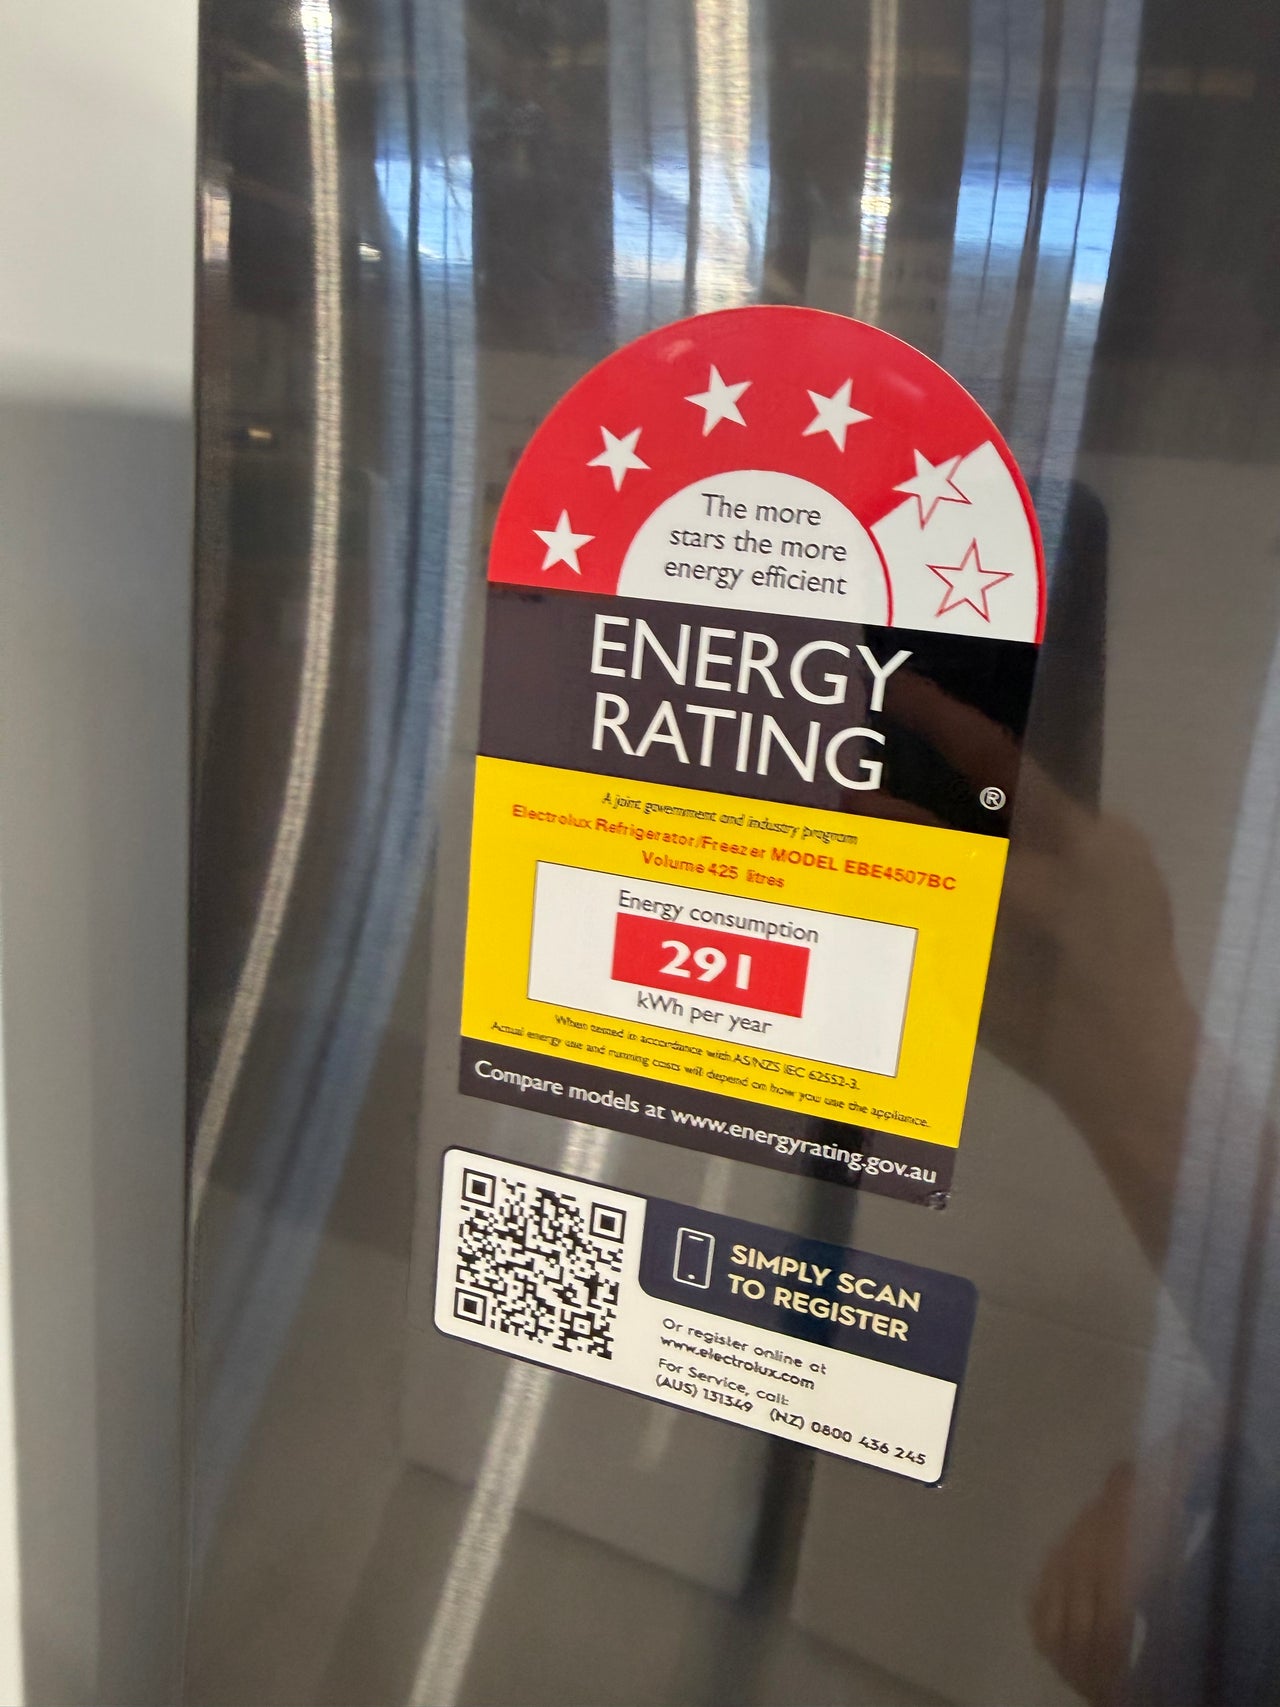 The more
stars the more
energy efficient
ENERGY
RATING
®
A joint government and industry program
Electrolux Refrigerator/Freezer MODEL EBE4507BC
Volume 425 litres
Energy consumption
291
kWh per year
When tested in accordance with AS/NZS IEC 62552-3.
Actual energy use and running costs will depend on how you use the appliance.
Compare models at www.energyrating.gov.au
SIMPLY SCAN
TO REGISTER
Or register online at
www.electrolux.com
For Service, call:
(AUS) 131349 (NZ) 0800 436 245